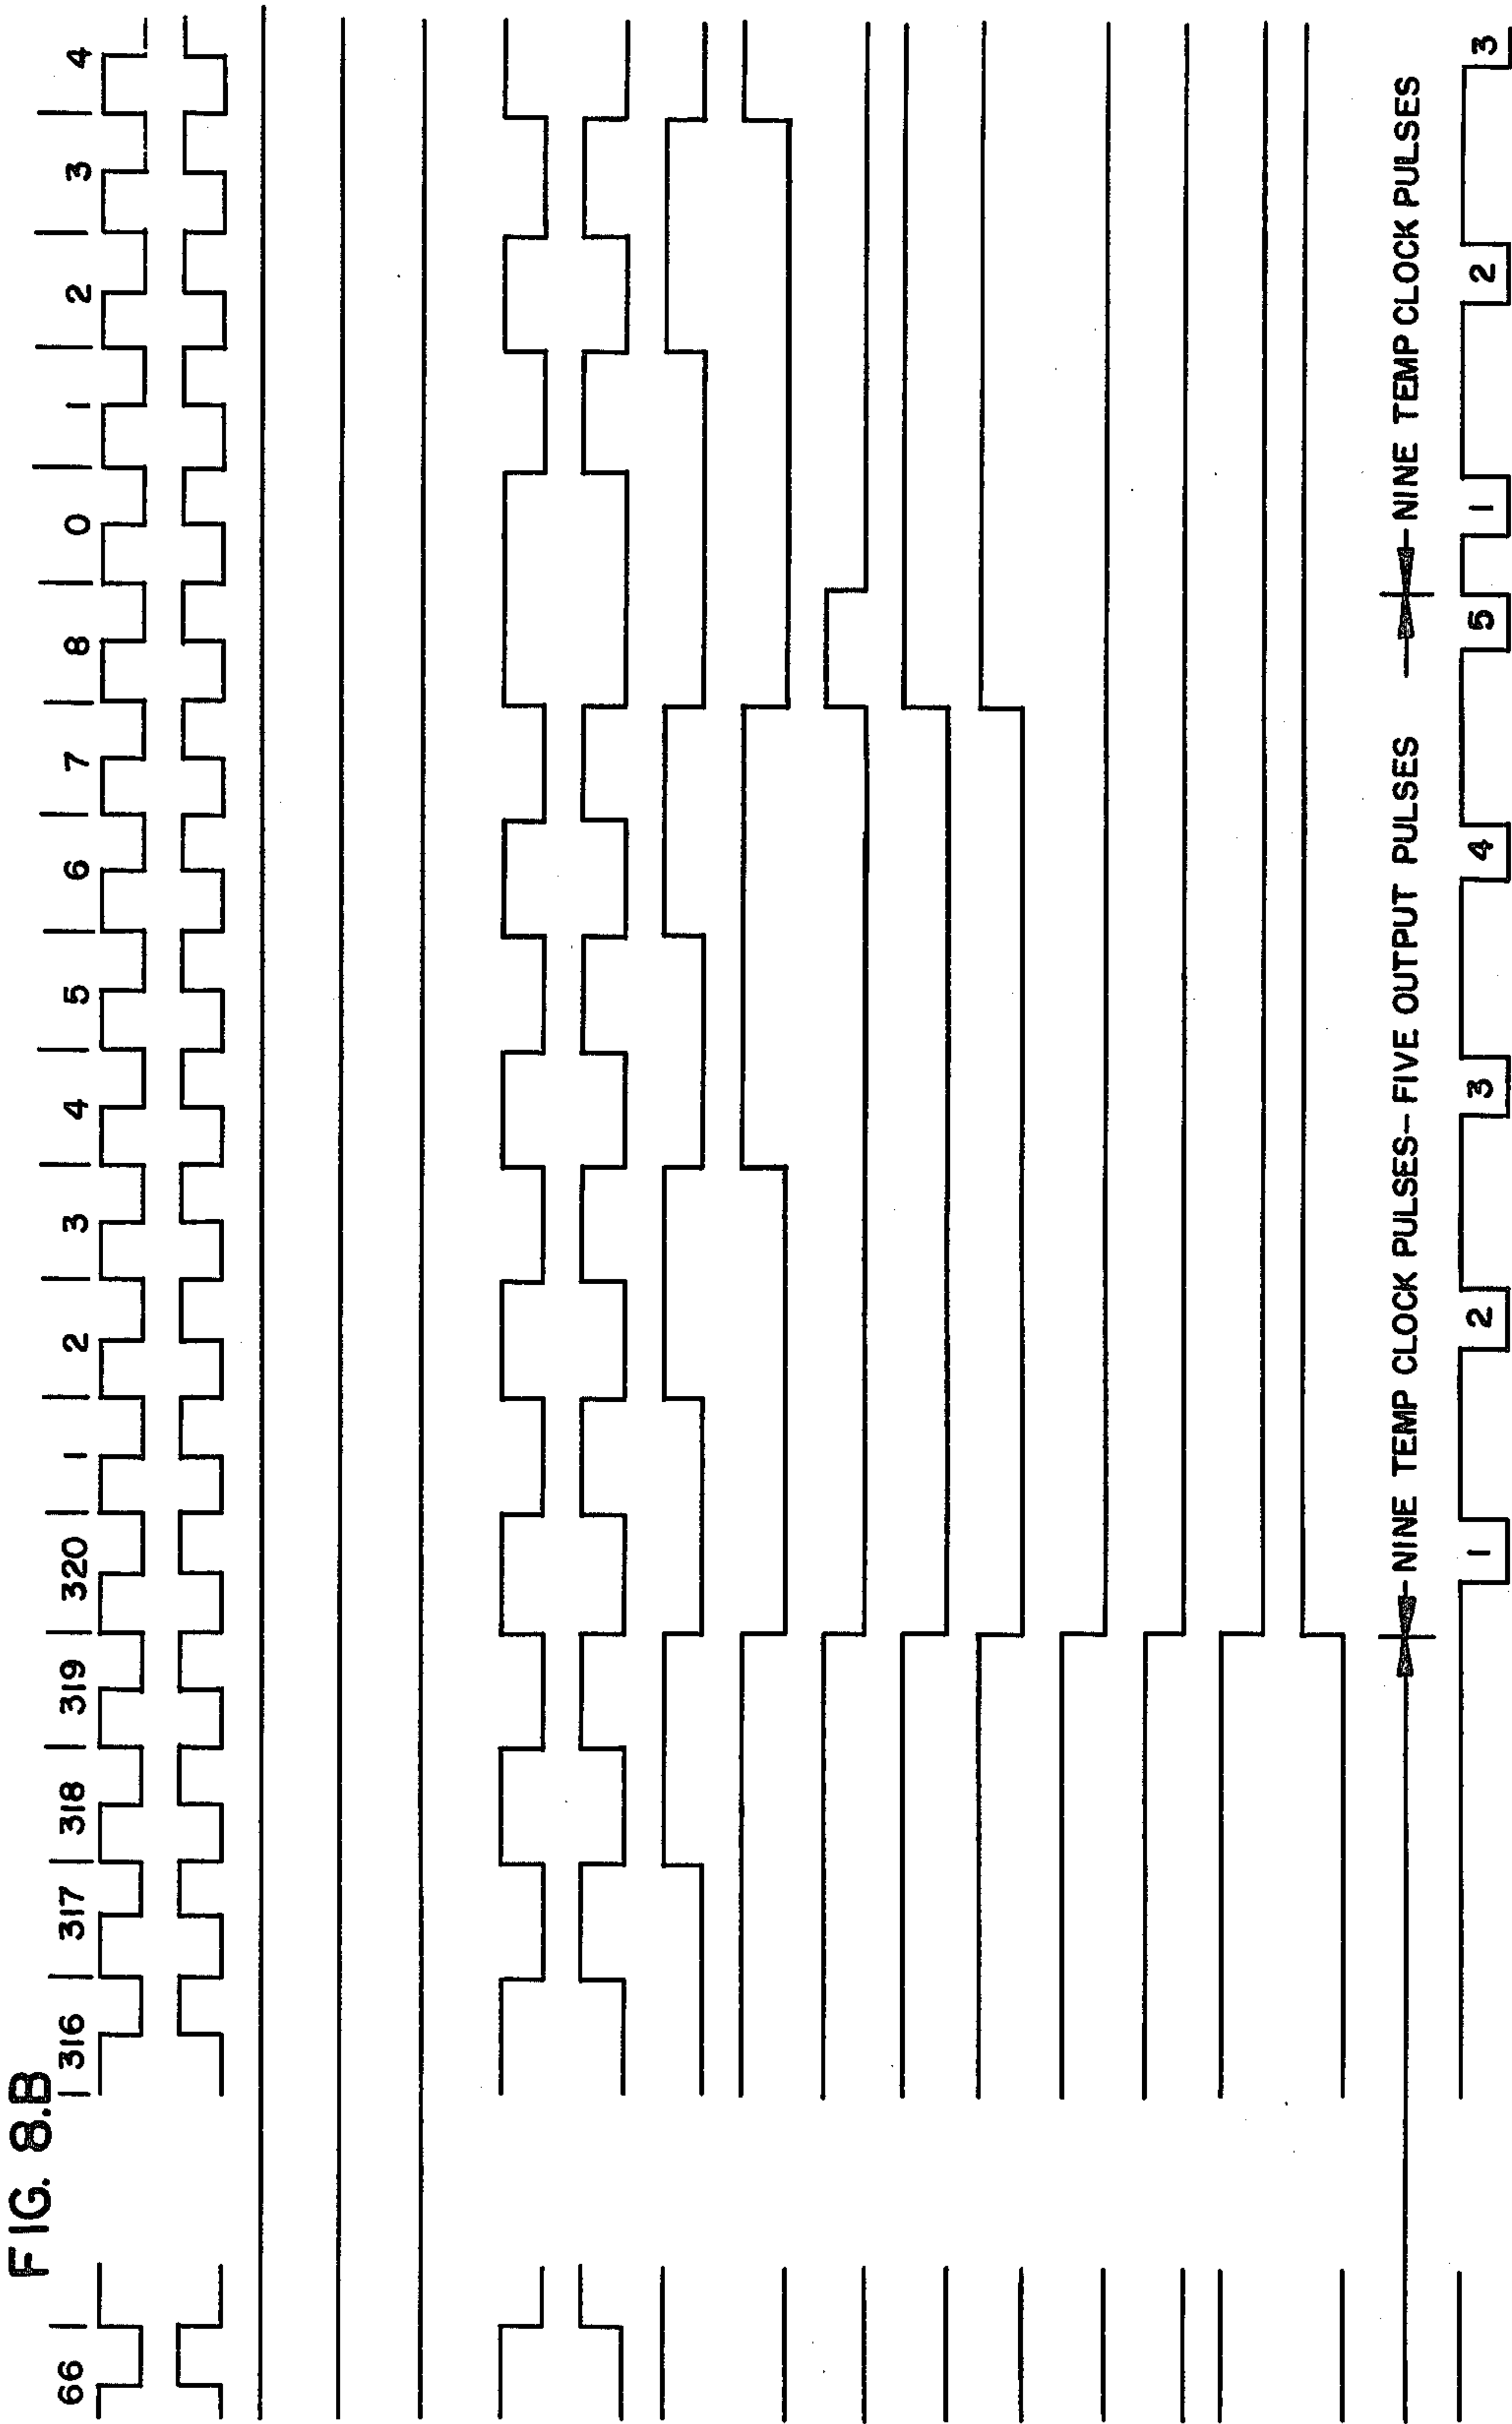 FIG. 8.B
66 | | 316 | 317 | 318 | 319 | 320 | 1 | 2 | 3 | 4 | 5 | 6 | 7 | 8 | 0 | 1 | 2 | 3 | 4
NINE TEMP CLOCK PULSES-FIVE OUTPUT PULSES
NINE TEMP CLOCK PULSES
1 2 3 4 5 1 2 3